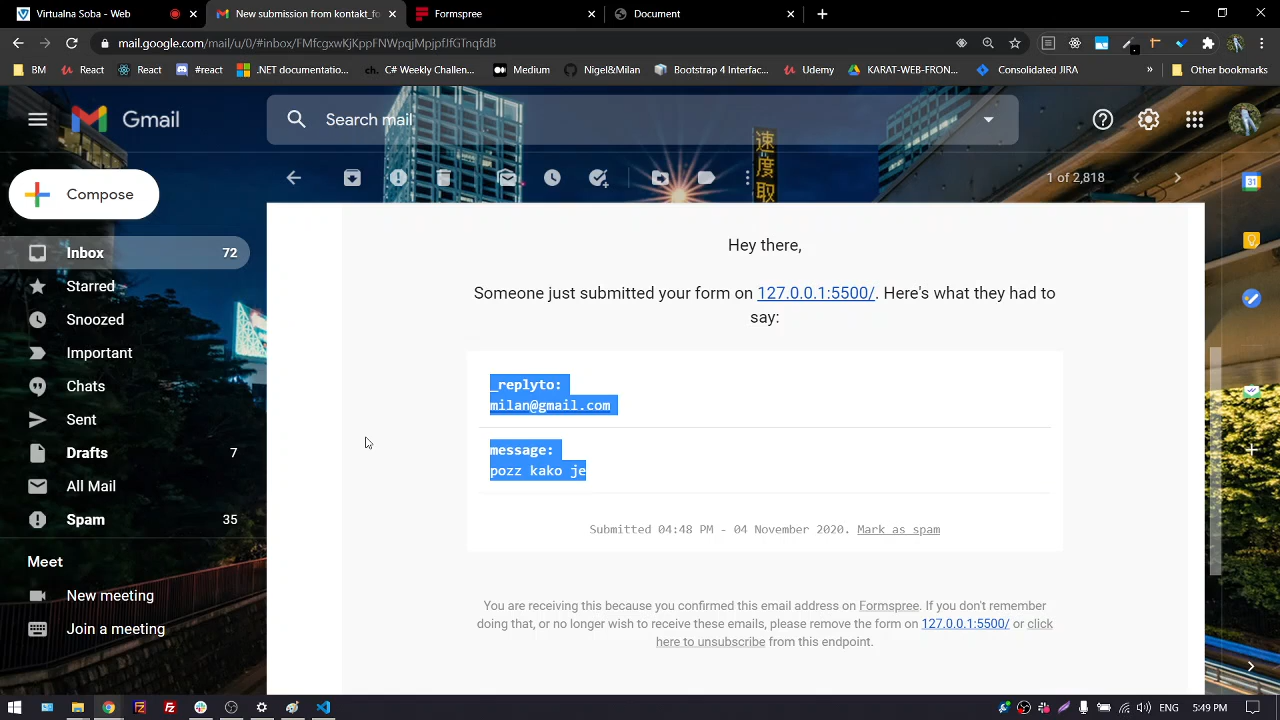 Virtualna Tabla - WEB
New submission from kontakt_fo
Formspree
Document
mail.google.com/mail/u/0/#inbox/FMfcgxwKjKppFNWpqjMpjpfJfGTnqfdB
BM
React
#react
.NET documentatio...
C# Weekly Challen...
Medium
Nigel&Milan
Bootstrap 4 Interfa...
Udemy
KARAT-WEB-FRON...
Consolidated JIRA
»
Other bookmarks
Gmail
Search mail
Compose
1 of 2,818
Inbox 72
Starred
Snoozed
Important
Chats
Sent
Drafts 7
All Mail
Spam 35
Meet
New meeting
Join a meeting
Hey there,
Someone just submitted your form on 127.0.0.1:5500/. Here's what they had to
say:
_replyto:
milan@gmail.com
message:
pozz kako je
Submitted 04:48 PM - 04 November 2020. Mark as spam
You are receiving this because you confirmed this email address on Formspree. If you don't remember
doing that, or no longer wish to receive these emails, please remove the form on 127.0.0.1:5500/ or click
here to unsubscribe from this endpoint.
速度取
31
ENG
5:49 PM